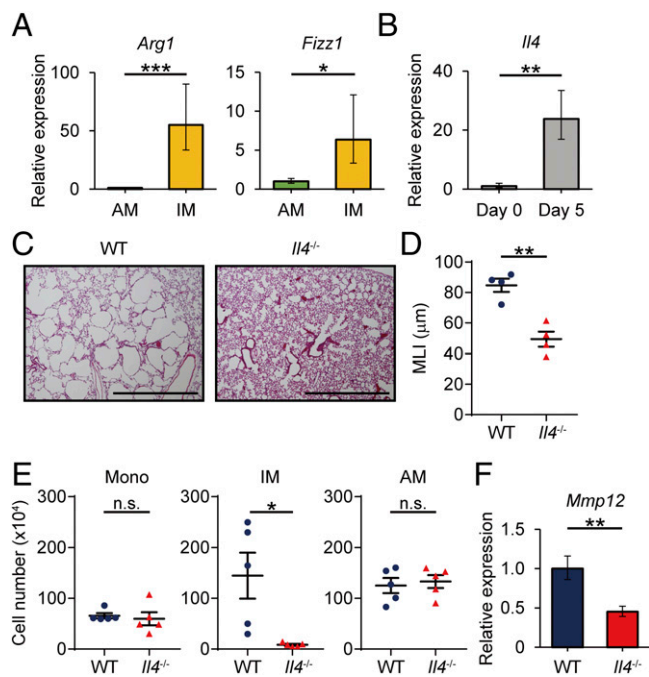 A
Arg1
Fizz1
Relative expression
100
50
0
***
AM
IM
15
10
5
0
*
AM
IM
B
Il4
Relative expression
40
20
0
**
Day 0
Day 5
C
WT
Il4-/-
D
MLI (μm)
100
80
60
40
20
0
**
WT
Il4-/-
E
Cell number (x10⁴)
Mono
300
200
100
0
n.s.
WT
Il4-/-
IM
300
200
100
0
*
WT
Il4-/-
AM
300
200
100
0
n.s.
WT
Il4-/-
F
Mmp12
Relative expression
1.5
1.0
0.5
0
**
WT
Il4-/-